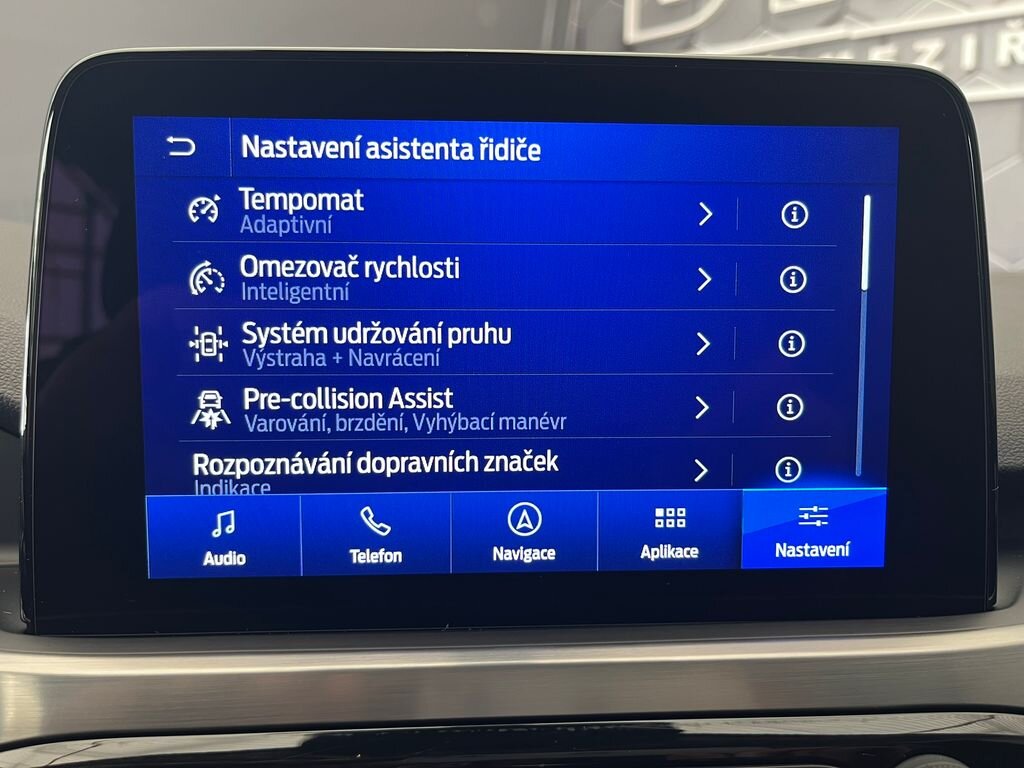 Nastavení asistenta řidiče
Tempomat
Adaptivní
Omezovač rychlosti
Inteligentní
Systém udržování pruhu
Výstraha + Navrácení
Pre-collision Assist
Varování, brzdění, Vyhýbací manévr
Rozpoznávání dopravních značek
Indikace
Audio
Telefon
Navigace
Aplikace
Nastavení